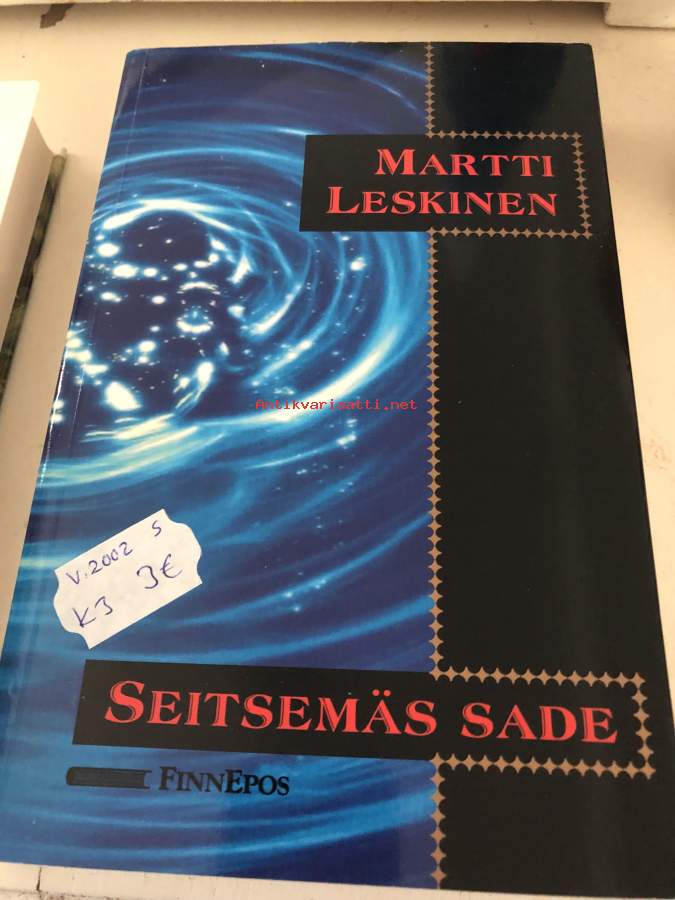 MARTTI
LESKINEN
Antikvariaatti.net
V.2002 S
K3 3€
SEITSEMÄS SADE
FINNEPOS